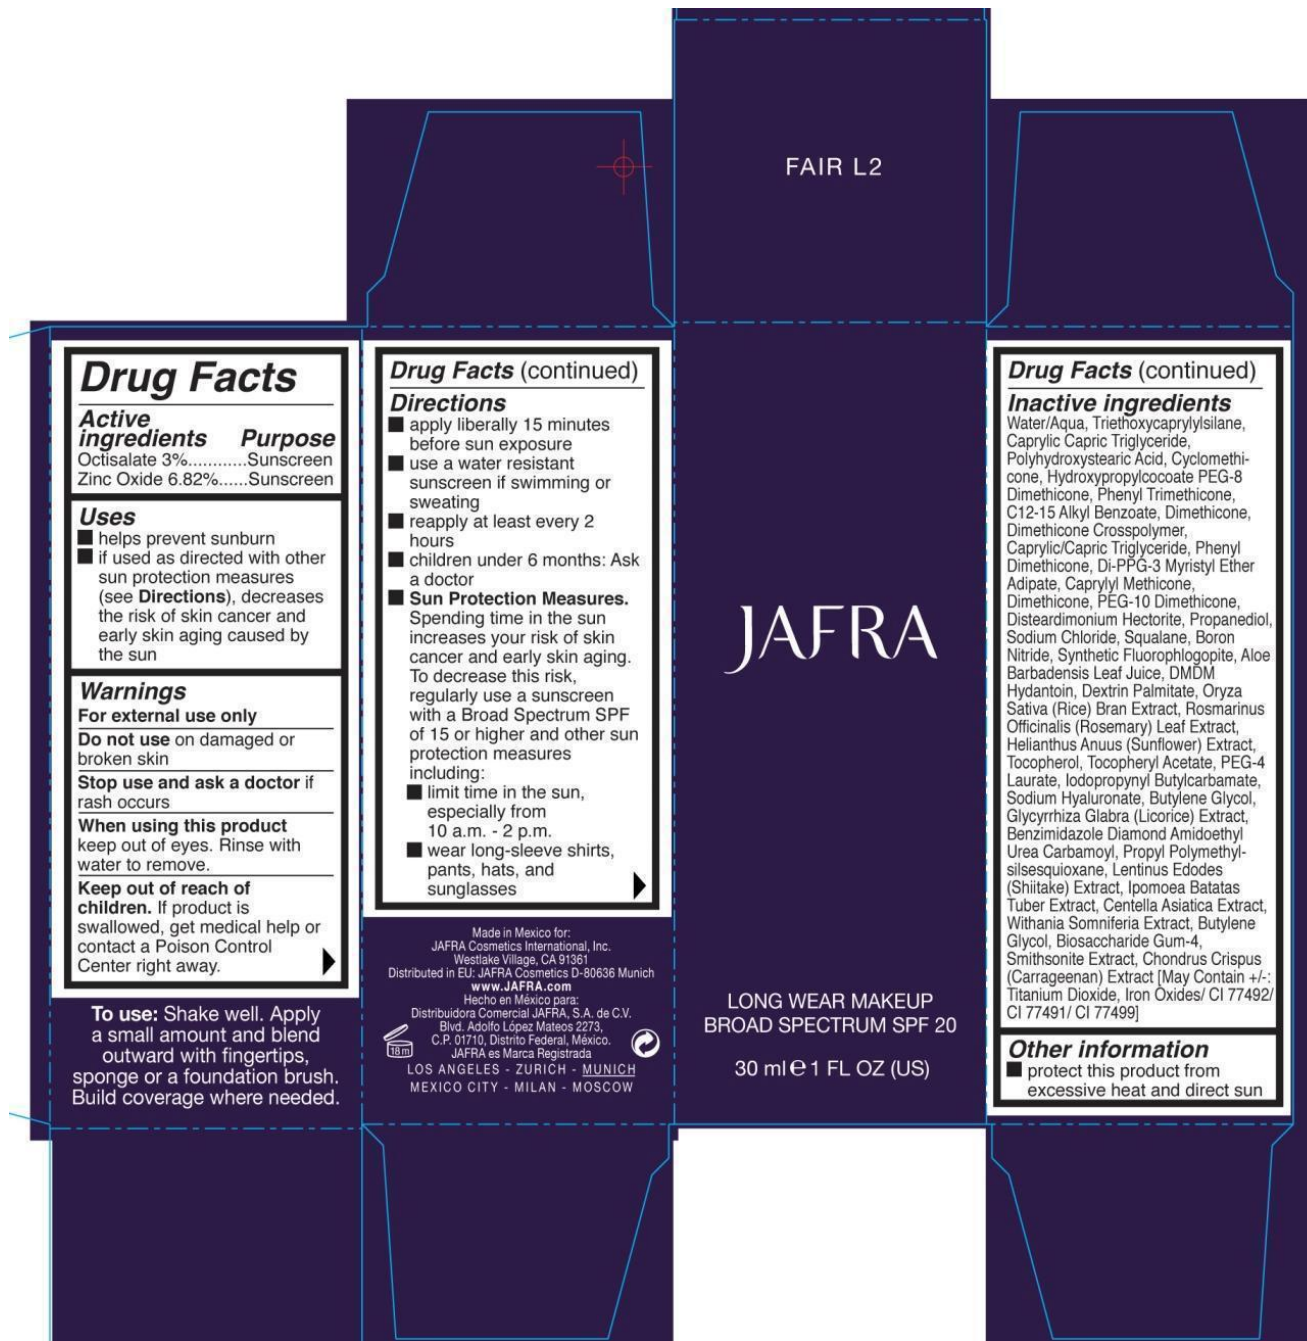 FAIR L2
Drug Facts
Active
ingredients Purpose
Octisalate 3%............Sunscreen
Zinc Oxide 6.82%......Sunscreen
Uses
■ helps prevent sunburn
■ if used as directed with other
sun protection measures
(see Directions), decreases
the risk of skin cancer and
early skin aging caused by
the sun
Warnings
For external use only
Do not use on damaged or
broken skin
Stop use and ask a doctor if
rash occurs
When using this product
keep out of eyes. Rinse with
water to remove.
Keep out of reach of
children. If product is
swallowed, get medical help or
contact a Poison Control
Center right away.
To use: Shake well. Apply
a small amount and blend
outward with fingertips,
sponge or a foundation brush.
Build coverage where needed.
Drug Facts (continued)
Directions
■ apply liberally 15 minutes
before sun exposure
■ use a water resistant
sunscreen if swimming or
sweating
■ reapply at least every 2
hours
■ children under 6 months: Ask
a doctor
■ Sun Protection Measures.
Spending time in the sun
increases your risk of skin
cancer and early skin aging.
To decrease this risk,
regularly use a sunscreen
with a Broad Spectrum SPF
of 15 or higher and other sun
protection measures
including:
■ limit time in the sun,
especially from
10 a.m. - 2 p.m.
■ wear long-sleeve shirts,
pants, hats, and
sunglasses
Made in Mexico for:
JAFRA Cosmetics International, Inc.
Westlake Village, CA 91361
Distributed in EU: JAFRA Cosmetics D-80636 Munich
www.JAFRA.com
Hecho en México para:
Distribuidora Comercial JAFRA, S.A. de C.V.
Blvd. Adolfo López Mateos 2273,
C.P. 01710, Distrito Federal, México.
JAFRA es Marca Registrada
18m
LOS ANGELES - ZURICH - MUNICH
MEXICO CITY - MILAN - MOSCOW
JAFRA
LONG WEAR MAKEUP
BROAD SPECTRUM SPF 20
30 ml ℮ 1 FL OZ (US)
Drug Facts (continued)
Inactive ingredients
Water/Aqua, Triethoxycaprylylsilane,
Caprylic Capric Triglyceride,
Polyhydroxystearic Acid, Cyclomethi-
cone, Hydroxypropylcocoate PEG-8
Dimethicone, Phenyl Trimethicone,
C12-15 Alkyl Benzoate, Dimethicone,
Dimethicone Crosspolymer,
Caprylic/Capric Triglyceride, Phenyl
Dimethicone, Di-PPG-3 Myristyl Ether
Adipate, Caprylyl Methicone,
Dimethicone, PEG-10 Dimethicone,
Disteardimonium Hectorite, Propanediol,
Sodium Chloride, Squalane, Boron
Nitride, Synthetic Fluorophlogopite, Aloe
Barbadensis Leaf Juice, DMDM
Hydantoin, Dextrin Palmitate, Oryza
Sativa (Rice) Bran Extract, Rosmarinus
Officinalis (Rosemary) Leaf Extract,
Helianthus Anuus (Sunflower) Extract,
Tocopherol, Tocopheryl Acetate, PEG-4
Laurate, Iodopropynyl Butylcarbamate,
Sodium Hyaluronate, Butylene Glycol,
Glycyrrhiza Glabra (Licorice) Extract,
Benzimidazole Diamond Amidoethyl
Urea Carbamoyl, Propyl Polymethyl-
silsesquioxane, Lentinus Edodes
(Shiitake) Extract, Ipomoea Batatas
Tuber Extract, Centella Asiatica Extract,
Withania Somniferia Extract, Butylene
Glycol, Biosaccharide Gum-4,
Smithsonite Extract, Chondrus Crispus
(Carrageenan) Extract [May Contain +/-:
Titanium Dioxide, Iron Oxides/ CI 77492/
CI 77491/ CI 77499]
Other information
■ protect this product from
excessive heat and direct sun